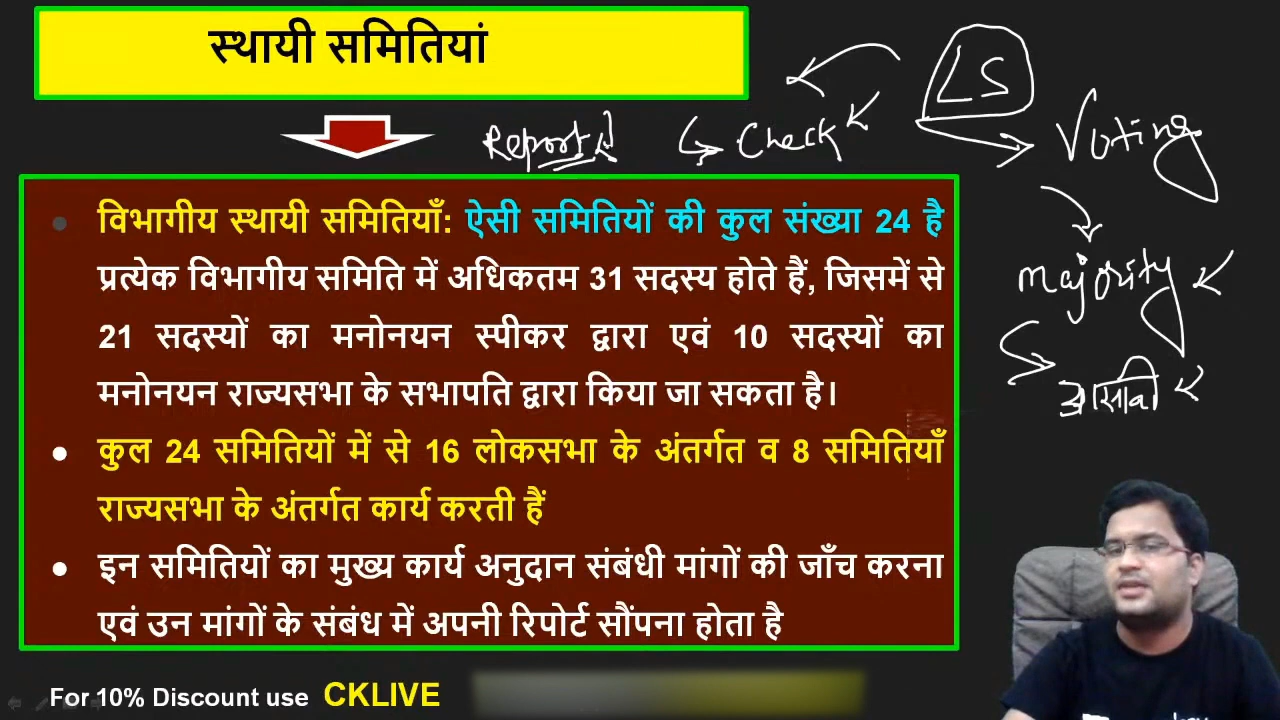 स्थायी समितियां
LS
Report
Check
Voting
majority
विभागीय स्थायी समितियाँ: ऐसी समितियों की कुल संख्या 24 है
प्रत्येक विभागीय समिति में अधिकतम 31 सदस्य होते हैं, जिसमें से
21 सदस्यों का मनोनयन स्पीकर द्वारा एवं 10 सदस्यों का
मनोनयन राज्यसभा के सभापति द्वारा किया जा सकता है।
कुल 24 समितियों में से 16 लोकसभा के अंतर्गत व 8 समितियाँ
राज्यसभा के अंतर्गत कार्य करती हैं
इन समितियों का मुख्य कार्य अनुदान संबंधी मांगों की जाँच करना
एवं उन मांगों के संबंध में अपनी रिपोर्ट सौंपना होता है
For 10% Discount use CKLIVE